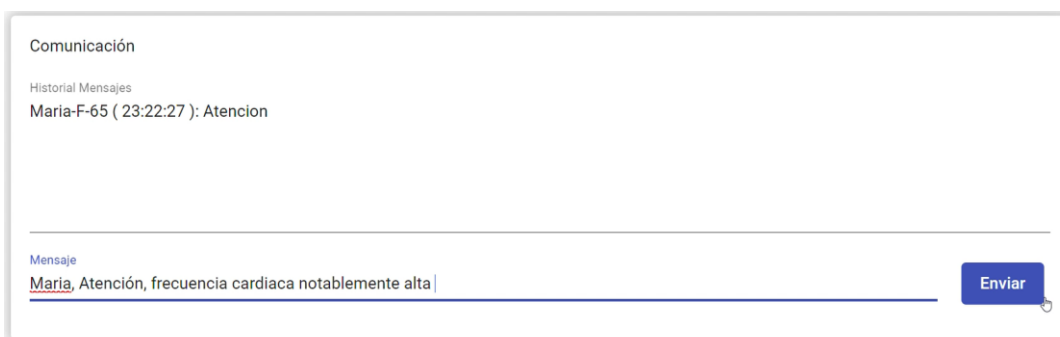 Comunicación
Historial Mensajes
Maria-F-65 ( 23:22:27 ): Atencion
Mensaje
Maria, Atención, frecuencia cardiaca notablemente alta
Enviar